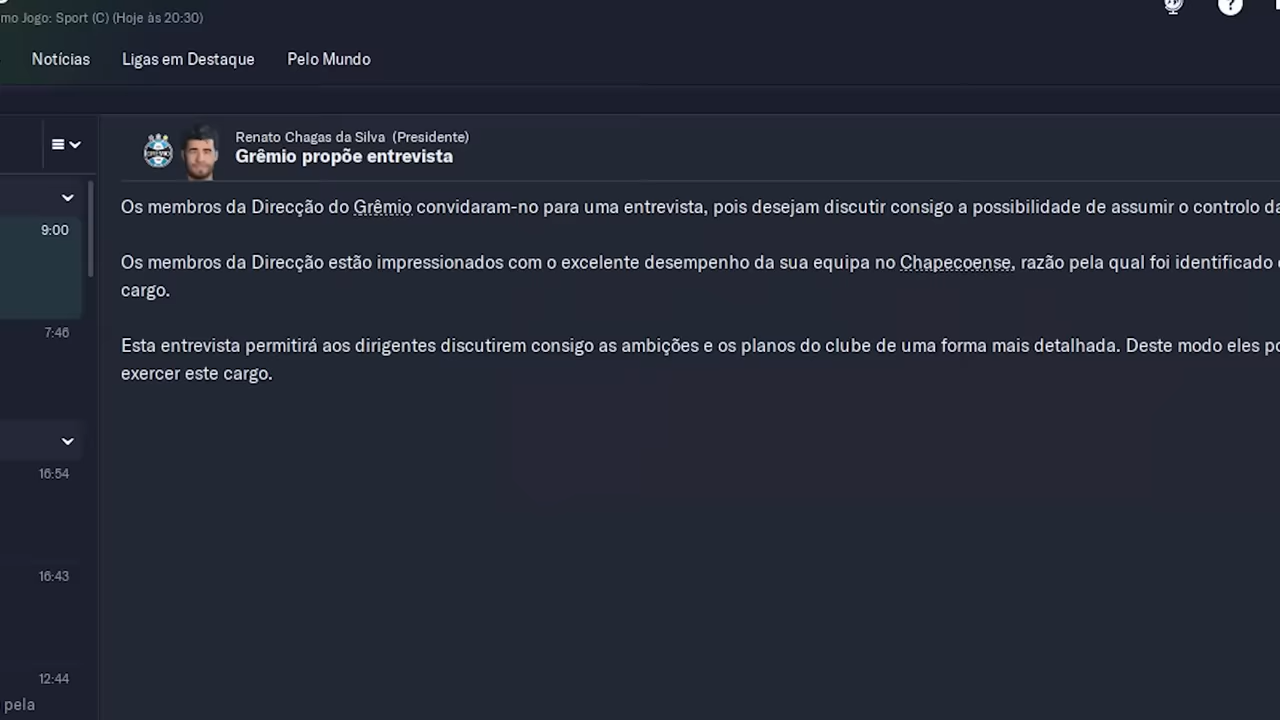 mo Jogo: Sport (C) (Hoje às 20:30)
?
Notícias Ligas em Destaque Pelo Mundo
Renato Chagas da Silva (Presidente)
Grêmio propõe entrevista
Os membros da Direcção do Grêmio convidaram-no para uma entrevista, pois desejam discutir consigo a possibilidade de assumir o controlo da
9:00
Os membros da Direcção estão impressionados com o excelente desempenho da sua equipa no Chapecoense, razão pela qual foi identificado
cargo.
7:46
Esta entrevista permitirá aos dirigentes discutirem consigo as ambições e os planos do clube de uma forma mais detalhada. Deste modo eles
exercer este cargo.
16:54
16:43
12:44
pela